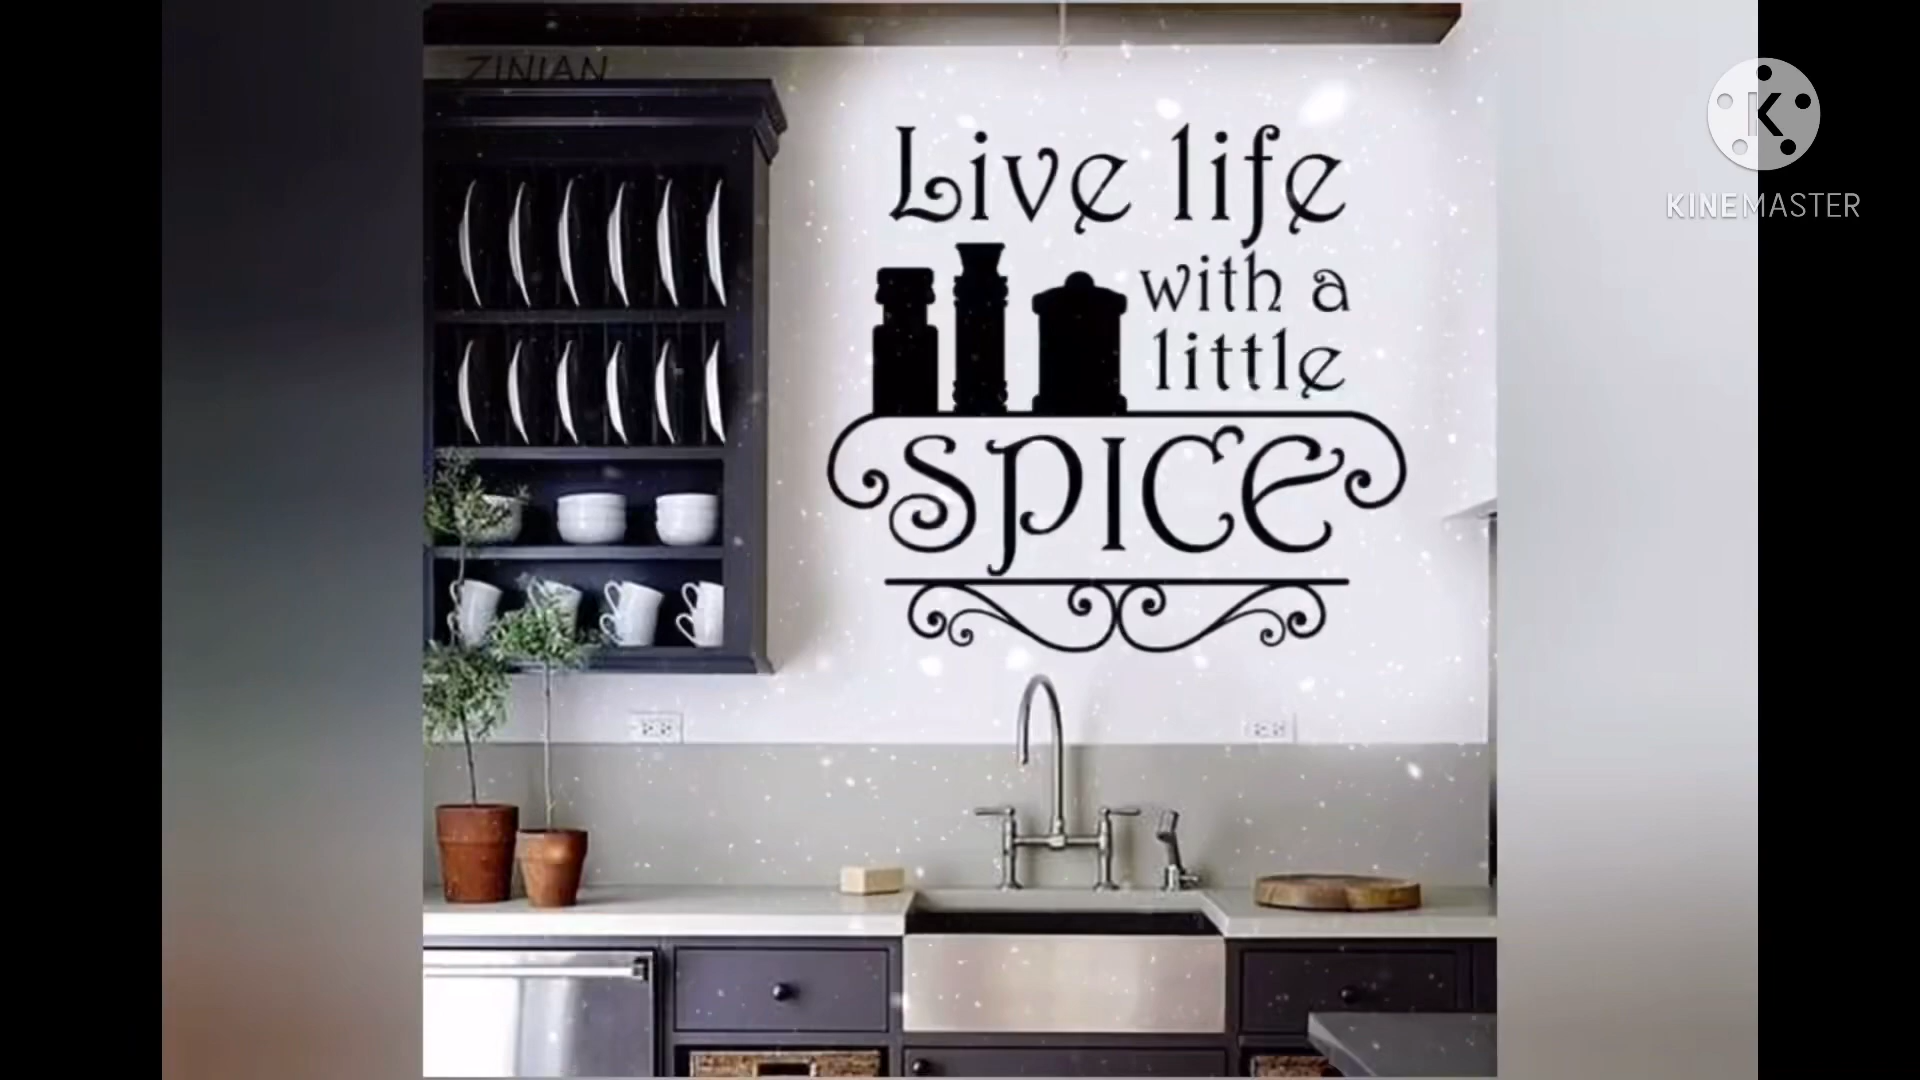 ZINIAN
Live life
with a
little
SPICE
K
KINEMASTER